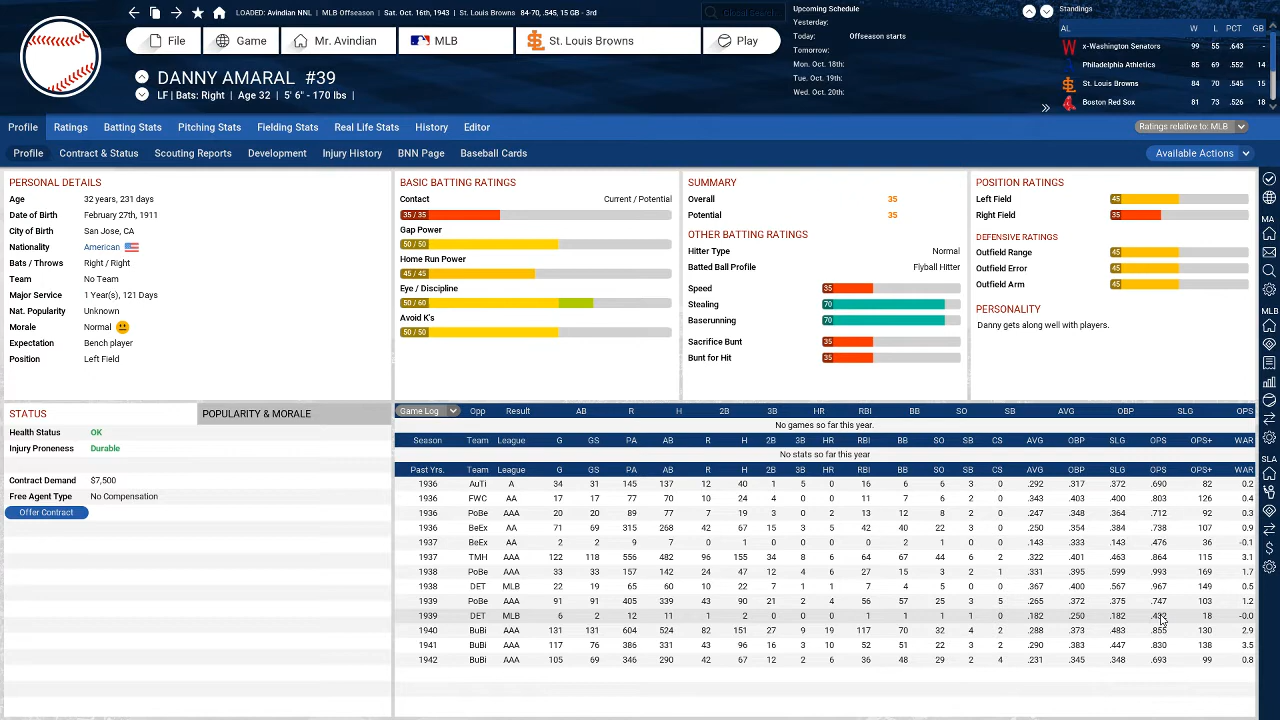 LOADED: Avindian NNL | MLB Offseason | Sat. Oct. 16th, 1943 | St. Louis Browns 84-70, .545, 15 GB - 3rd
Global Search
File Game Mr. Avindian MLB St. Louis Browns Play
DANNY AMARAL #39
LF | Bats: Right | Age 32 | 5' 6" - 170 lbs |
Upcoming Schedule
Yesterday:
Today: Offseason starts
Tomorrow:
Mon. Oct. 18th:
Tue. Oct. 19th:
Wed. Oct. 20th:
Standings
AL W L PCT GB
x-Washington Senators 99 55 .643 -
Philadelphia Athletics 85 69 .552 14
St. Louis Browns 84 70 .545 15
Boston Red Sox 81 73 .526 18
Profile Ratings Batting Stats Pitching Stats Fielding Stats Real Life Stats History Editor
Ratings relative to: MLB
Profile Contract & Status Scouting Reports Development Injury History BNN Page Baseball Cards
Available Actions
PERSONAL DETAILS
Age 32 years, 231 days
Date of Birth February 27th, 1911
City of Birth San Jose, CA
Nationality American
Bats / Throws Right / Right
Team No Team
Major Service 1 Year(s), 121 Days
Nat. Popularity Unknown
Morale Normal
Expectation Bench player
Position Left Field
BASIC BATTING RATINGS
Contact Current / Potential
35 / 35
Gap Power
50 / 50
Home Run Power
45 / 45
Eye / Discipline
50 / 60
Avoid K's
50 / 50
SUMMARY
Overall 35
Potential 35
OTHER BATTING RATINGS
Hitter Type Normal
Batted Ball Profile Flyball Hitter
Speed 35
Stealing 70
Baserunning 70
Sacrifice Bunt 35
Bunt for Hit 35
POSITION RATINGS
Left Field 45
Right Field 35
DEFENSIVE RATINGS
Outfield Range 45
Outfield Error 45
Outfield Arm 45
PERSONALITY
Danny gets along well with players.
STATUS POPULARITY & MORALE
Health Status OK
Injury Proneness Durable
Contract Demand $7,500
Free Agent Type No Compensation
Offer Contract
Game Log Opp Result AB R H 2B 3B HR RBI BB SO SB AVG OBP SLG OPS
No games so far this year.
Season Team League G GS PA AB R H 2B 3B HR RBI BB SO SB CS AVG OBP SLG OPS OPS+ WAR
No stats so far this year
Past Yrs. Team League G GS PA AB R H 2B 3B HR RBI BB SO SB CS AVG OBP SLG OPS OPS+ WAR
1936 AuTi A 34 31 145 137 12 40 1 5 0 16 6 6 3 0 .292 .317 .372 .690 82 0.2
1936 FWC AA 17 17 77 70 10 24 4 0 0 11 7 6 2 0 .343 .403 .400 .803 126 0.4
1936 PoBe AAA 20 20 89 77 7 19 3 0 2 13 12 8 2 0 .247 .348 .364 .712 92 0.3
1936 BeEx AA 71 69 315 268 42 67 15 3 5 42 40 22 3 0 .250 .354 .384 .738 107 0.9
1937 BeEx AA 2 2 9 7 0 1 0 0 0 0 2 1 0 0 .143 .333 .143 .476 36 -0.1
1937 TMH AAA 122 118 556 482 96 155 34 8 6 64 67 44 6 2 .322 .401 .463 .864 115 3.1
1938 PoBe AAA 33 33 157 142 24 47 12 4 6 27 15 3 2 1 .331 .395 .599 .993 169 1.7
1938 DET MLB 22 19 65 60 10 22 7 1 1 7 4 5 0 0 .367 .400 .567 .967 149 0.5
1939 PoBe AAA 91 91 405 339 43 90 21 2 4 56 57 25 3 5 .265 .372 .375 .747 103 1.2
1939 DET MLB 6 2 12 11 1 2 0 0 0 1 1 1 1 0 .182 .250 .182 18 -0.0
1940 BuBi AAA 131 131 604 524 82 151 27 9 19 117 70 32 4 2 .288 .373 .483 .855 130 2.9
1941 BuBi AAA 117 76 386 331 43 96 16 3 10 52 51 22 3 2 .290 .383 .447 .830 138 3.5
1942 BuBi AAA 105 69 346 290 42 67 12 2 6 36 48 29 2 4 .231 .345 .348 .693 99 0.8
MA
MLB
SLA